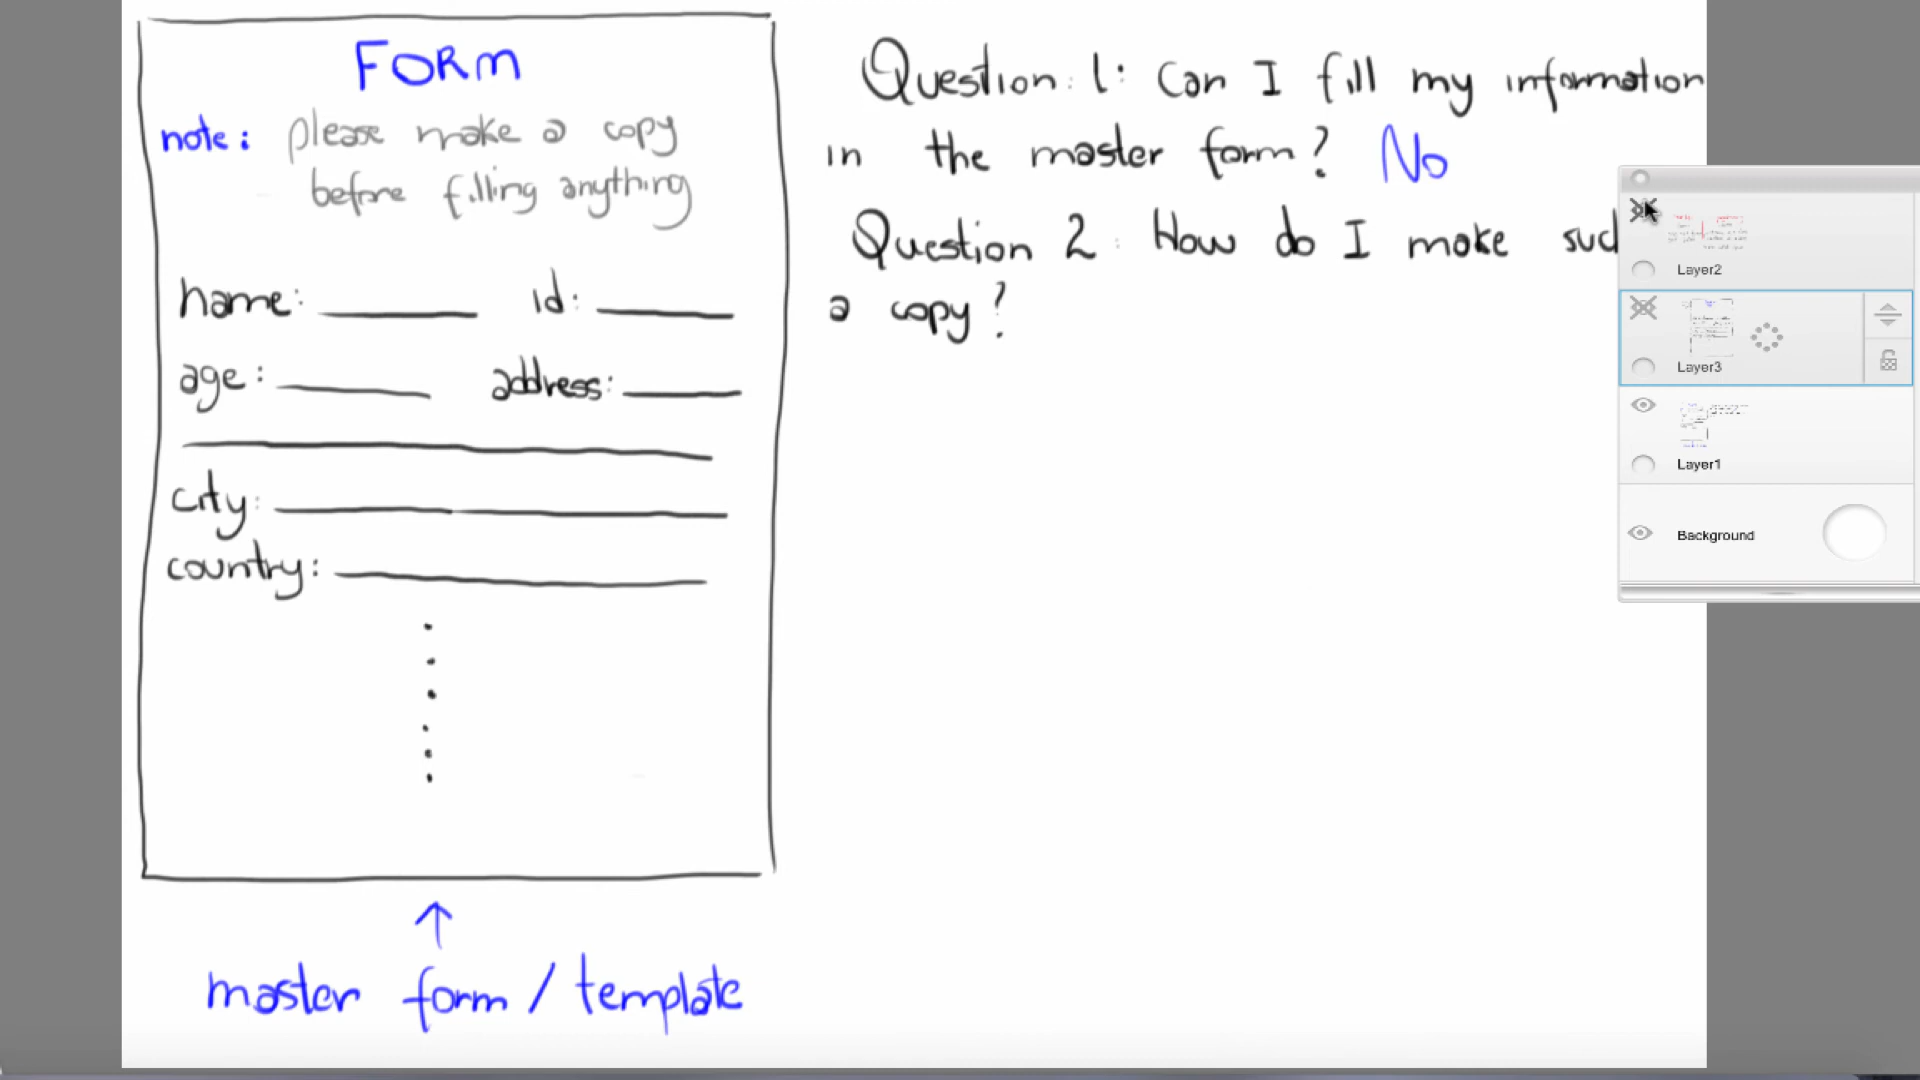 FORM
note: please make a copy
before filling anything
name: id:
age: address:
city:
country:
master form / template
Question 1: Can I fill my information
in the master form? No
Question 2: How do I make suc
a copy?
Layer2
Layer3
Layer1
Background